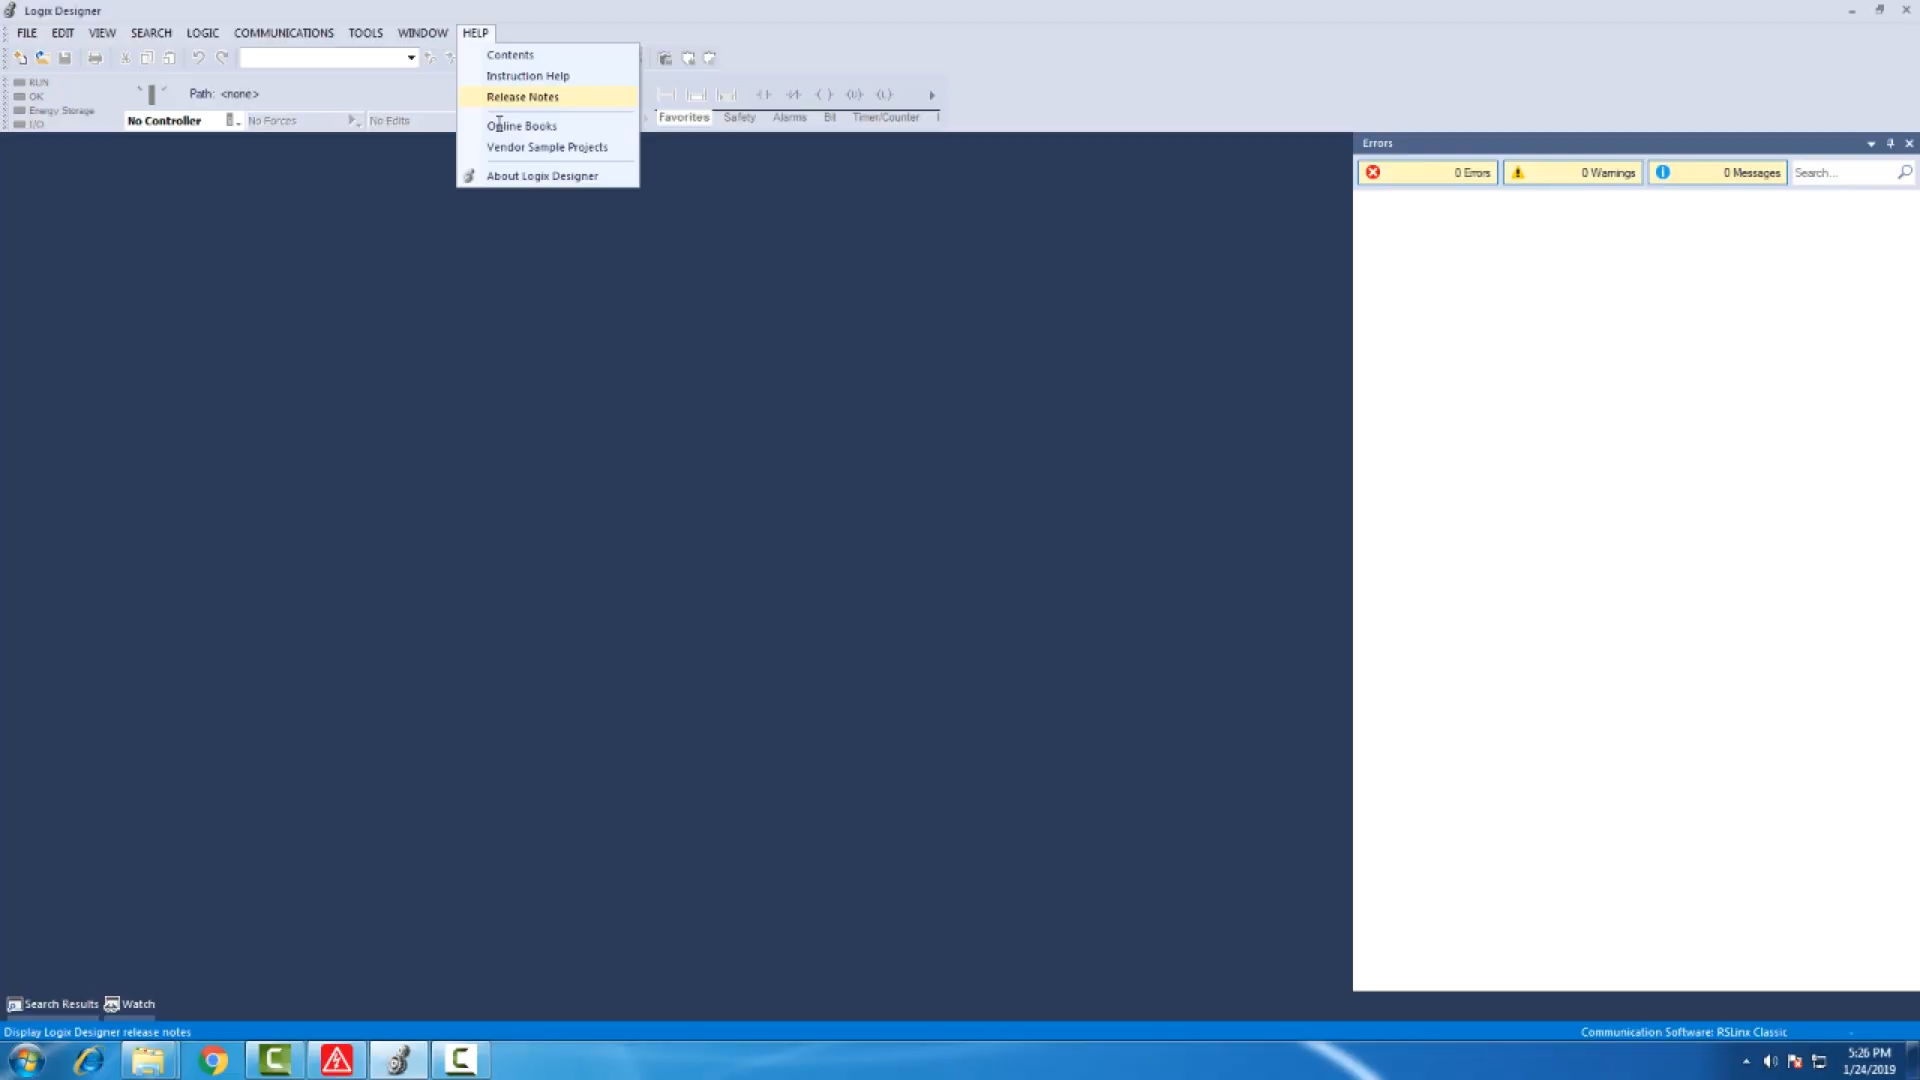 Logix Designer
FILE EDIT VIEW SEARCH LOGIC COMMUNICATIONS TOOLS WINDOW HELP
Contents
Instruction Help
Release Notes
Online Books
Vendor Sample Projects
About Logix Designer
RUN
OK
Energy Storage
I/O
Path: <none>
No Controller No Forces No Edits
Favorites Safety Alarms Bit Timer/Counter
Errors
0 Errors 0 Warnings 0 Messages Search...
Search Results Watch
Display Logix Designer release notes
Communication Software: RSLinx Classic
5:26 PM
1/24/2019